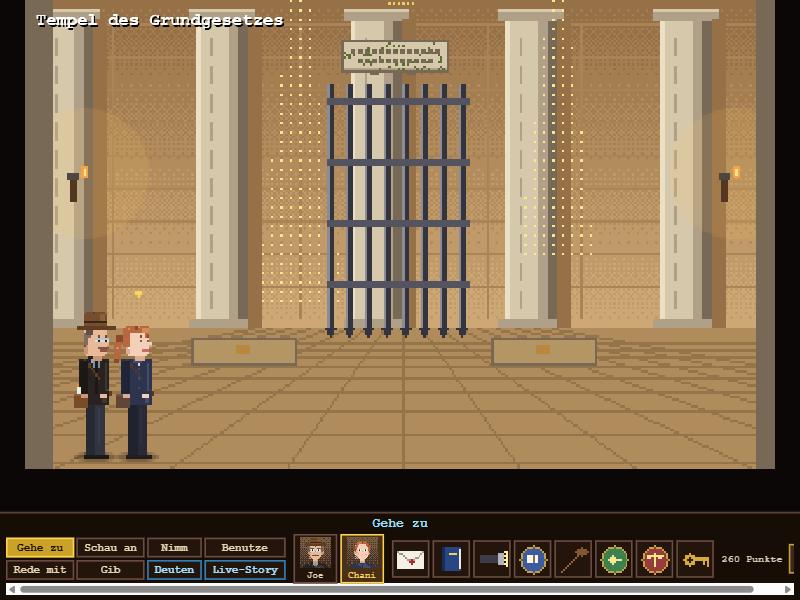 Tempel des Grundgesetzes
Gehe zu
Gehe zu Schau an Nimm Benutze
Rede mit Gib Deuten Live-Story
Joe Chani
260 Punkte